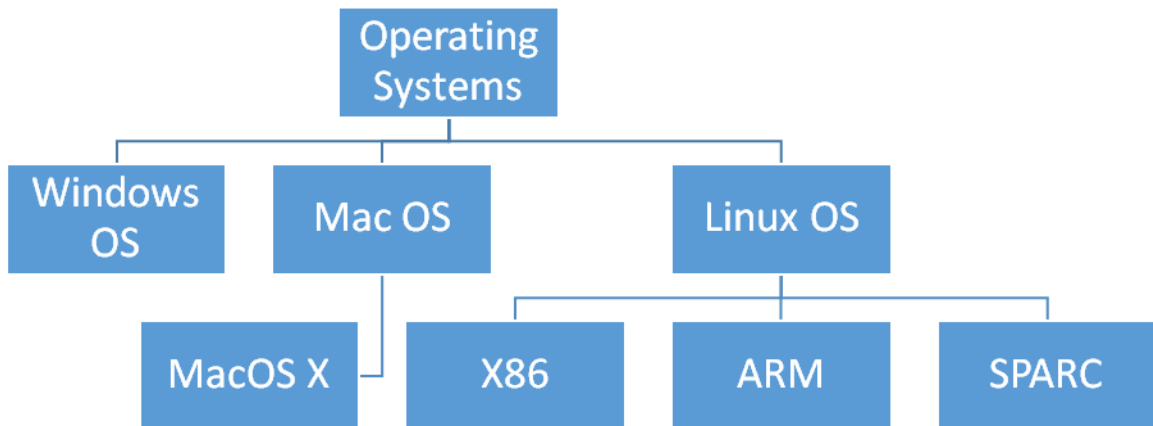 Operating
Systems
Windows
OS
Mac OS
Linux OS
MacOS X
X86
ARM
SPARC